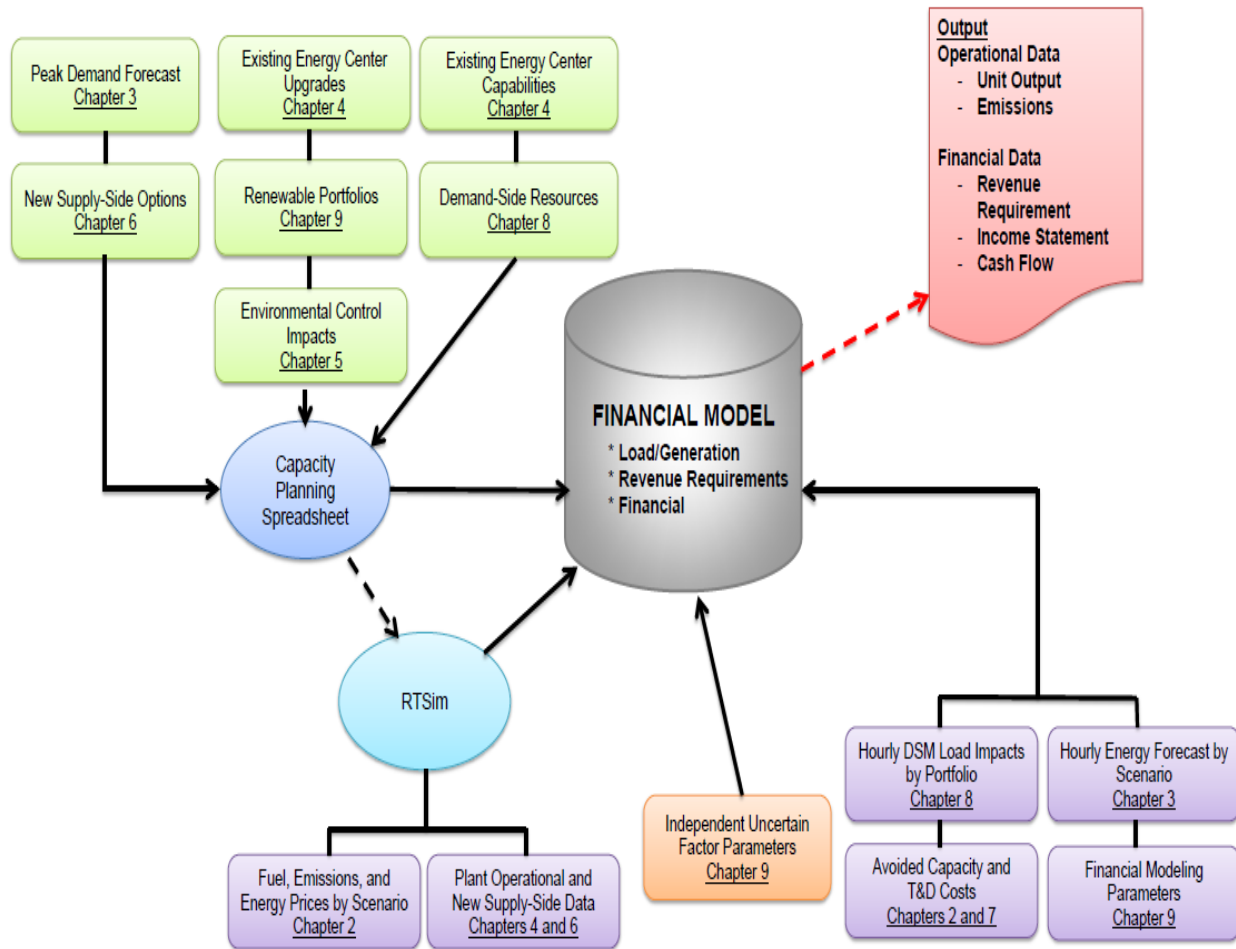 Peak Demand Forecast
Chapter 3
Existing Energy Center
Upgrades
Chapter 4
Existing Energy Center
Capabilities
Chapter 4
New Supply-Side Options
Chapter 6
Renewable Portfolios
Chapter 9
Demand-Side Resources
Chapter 8
Environmental Control
Impacts
Chapter 5
Output
Operational Data
- Unit Output
- Emissions
Financial Data
- Revenue
Requirement
- Income Statement
- Cash Flow
Capacity
Planning
Spreadsheet
FINANCIAL MODEL
* Load/Generation
* Revenue Requirements
* Financial
RTSim
Fuel, Emissions, and
Energy Prices by Scenario
Chapter 2
Plant Operational and
New Supply-Side Data
Chapters 4 and 6
Independent Uncertain
Factor Parameters
Chapter 9
Hourly DSM Load Impacts
by Portfolio
Chapter 8
Hourly Energy Forecast by
Scenario
Chapter 3
Avoided Capacity and
T&D Costs
Chapters 2 and 7
Financial Modeling
Parameters
Chapter 9